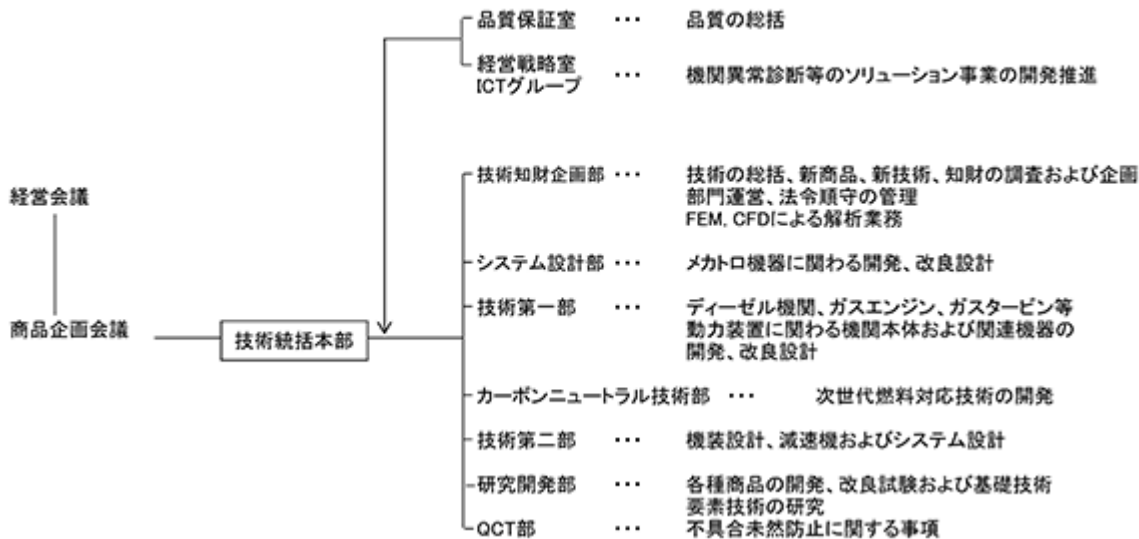 品質保証室 ・・・ 品質の総括
経営戦略室
ICTグループ ・・・ 機関異常診断等のソリューション事業の開発推進
経営会議
商品企画会議
技術統括本部
技術知財企画部 ・・・ 技術の総括、新商品、新技術、知財の調査および企画
部門運営、法令順守の管理
FEM, CFDによる解析業務
システム設計部 ・・・ メカトロ機器に関わる開発、改良設計
技術第一部 ・・・ ディーゼル機関、ガスエンジン、ガスタービン等
動力装置に関わる機関本体および関連機器の
開発、改良設計
カーボンニュートラル技術部 ・・・ 次世代燃料対応技術の開発
技術第二部 ・・・ 機装設計、減速機およびシステム設計
研究開発部 ・・・ 各種商品の開発、改良試験および基礎技術
要素技術の研究
QCT部 ・・・ 不具合未然防止に関する事項